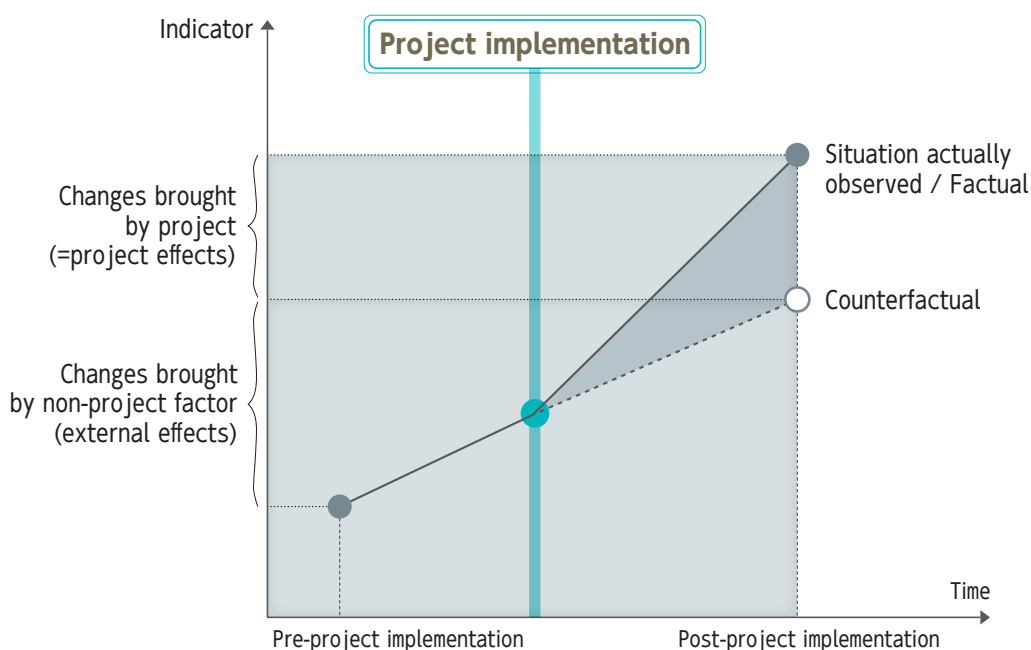 Indicator
Project implementation
Situation actually
observed / Factual
Changes brought
by project
(=project effects)
Counterfactual
Changes brought
by non-project factor
(external effects)
Time
Pre-project implementation
Post-project implementation